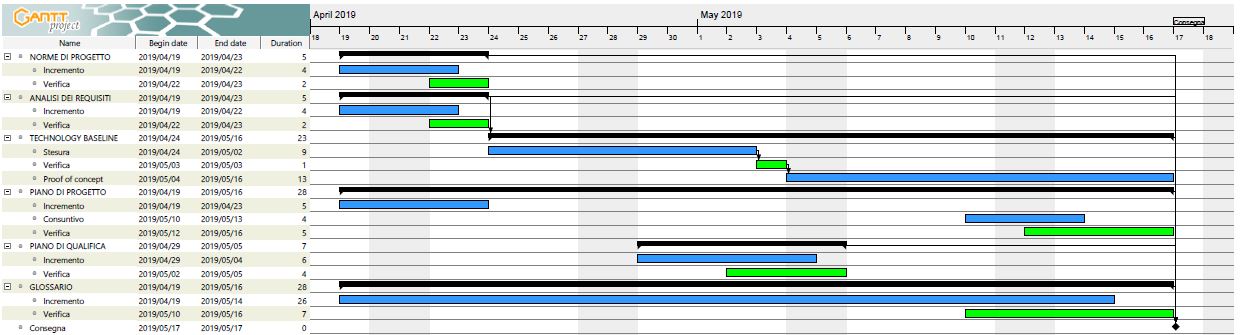 GANTT
project
April 2019 May 2019
Consegna
Name Begin date End date Duration 18 19 20 21 22 23 24 25 26 27 28 29 30 1 2 3 4 5 6 7 8 9 10 11 12 13 14 15 16 17 18
NORME DI PROGETTO 2019/04/19 2019/04/23 5
Incremento 2019/04/19 2019/04/22 4
Verifica 2019/04/22 2019/04/23 2
ANALISI DEI REQUISITI 2019/04/19 2019/04/23 5
Incremento 2019/04/19 2019/04/22 4
Verifica 2019/04/22 2019/04/23 2
TECHNOLOGY BASELINE 2019/04/24 2019/05/16 23
Stesura 2019/04/24 2019/05/02 9
Verifica 2019/05/03 2019/05/03 1
Proof of concept 2019/05/04 2019/05/16 13
PIANO DI PROGETTO 2019/04/19 2019/05/16 28
Incremento 2019/04/19 2019/04/23 5
Consuntivo 2019/05/10 2019/05/13 4
Verifica 2019/05/12 2019/05/16 5
PIANO DI QUALIFICA 2019/04/29 2019/05/05 7
Incremento 2019/04/29 2019/05/04 6
Verifica 2019/05/02 2019/05/05 4
GLOSSARIO 2019/04/19 2019/05/16 28
Incremento 2019/04/19 2019/05/14 26
Verifica 2019/05/10 2019/05/16 7
Consegna 2019/05/17 2019/05/17 0